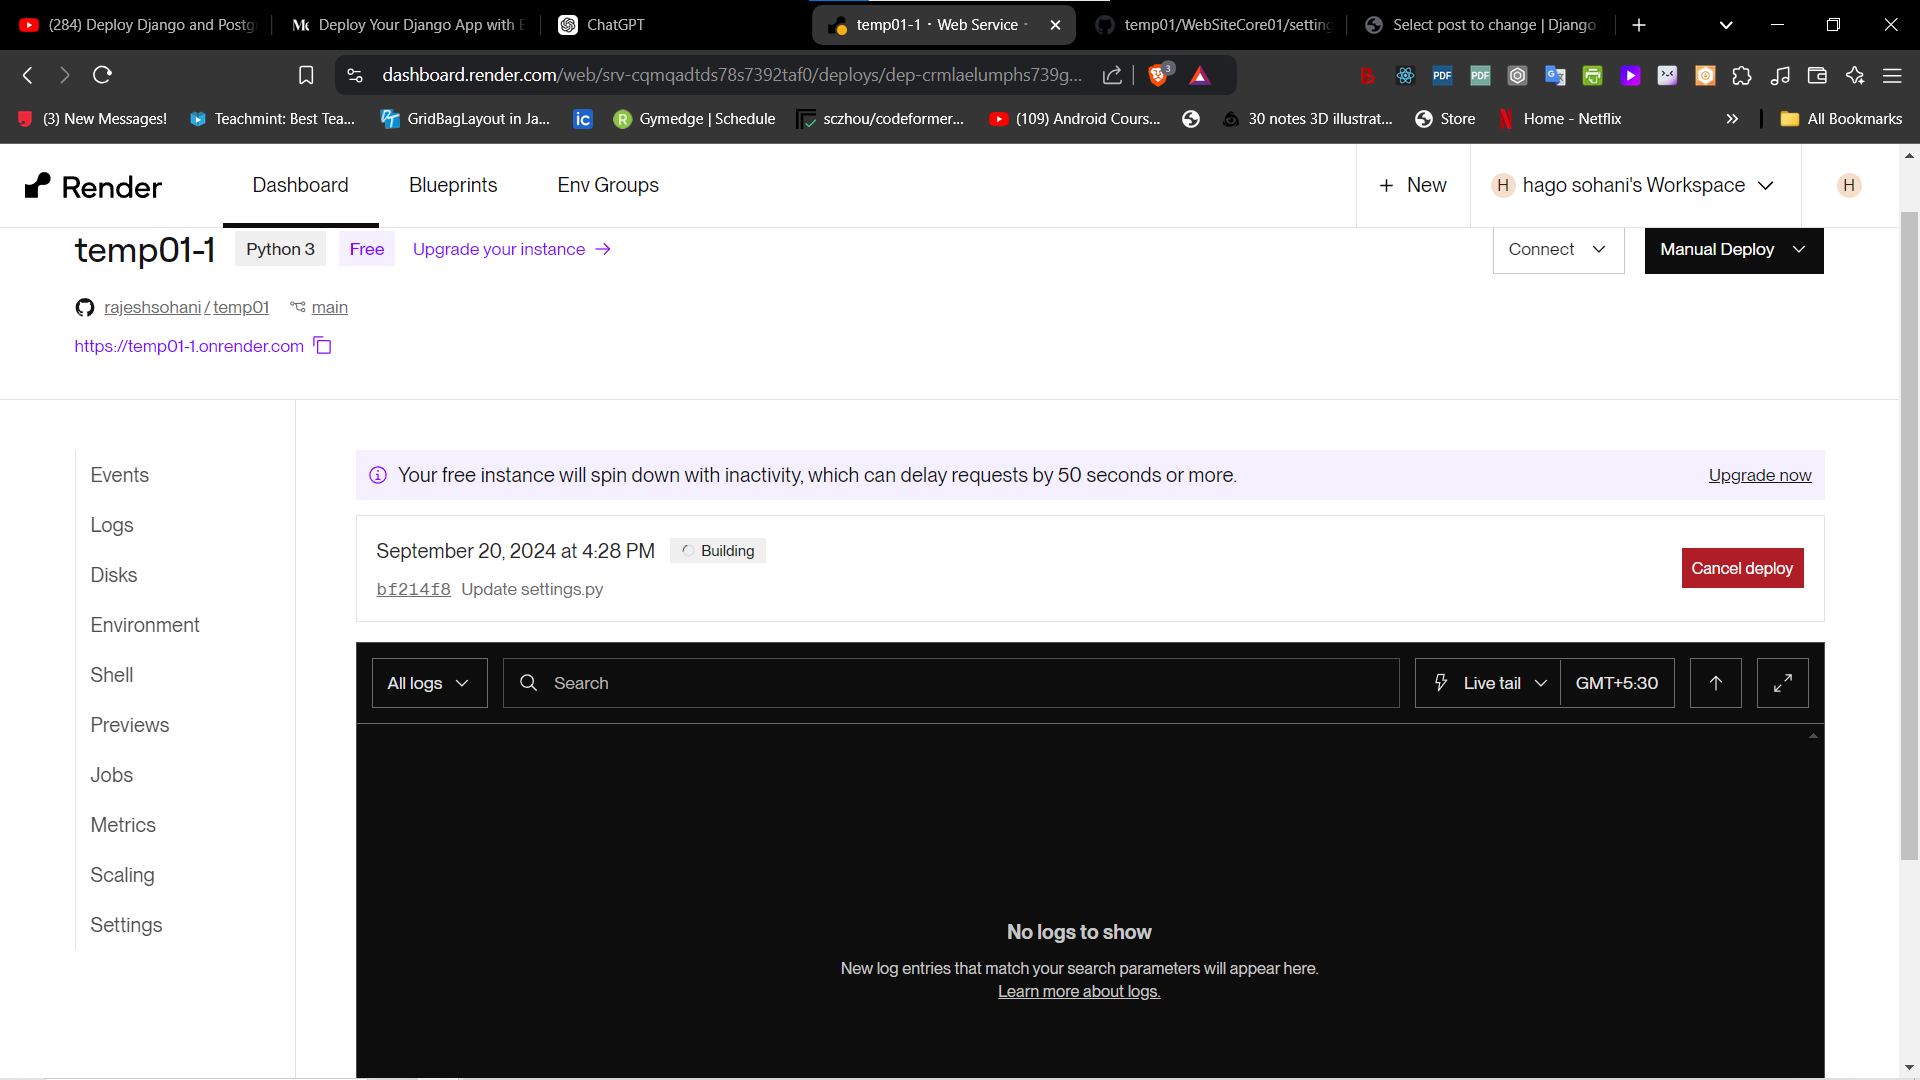 (284) Deploy Django and Postg
Deploy Your Django App with E
ChatGPT
temp01-1 · Web Service ·
temp01/WebSiteCore01/setting
Select post to change | Django
dashboard.render.com/web/srv-cqmqadtds78s7392taf0/deploys/dep-crmlaelumphs739g...
3
(3) New Messages!
Teachmint: Best Tea...
GridBagLayout in Ja...
ic
Gymedge | Schedule
sczhou/codeformer...
(109) Android Cours...
30 notes 3D illustrat...
Store
Home - Netflix
All Bookmarks
Render
Dashboard
Blueprints
Env Groups
+ New
H hago sohani's Workspace
H
temp01-1
Python 3
Free
Upgrade your instance
Connect
Manual Deploy
rajeshsohani/temp01
main
https://temp01-1.onrender.com
Events
Logs
Disks
Environment
Shell
Previews
Jobs
Metrics
Scaling
Settings
Your free instance will spin down with inactivity, which can delay requests by 50 seconds or more.
Upgrade now
September 20, 2024 at 4:28 PM
Building
bf214f8 Update settings.py
Cancel deploy
All logs
Search
Live tail
GMT+5:30
No logs to show
New log entries that match your search parameters will appear here.
Learn more about logs.